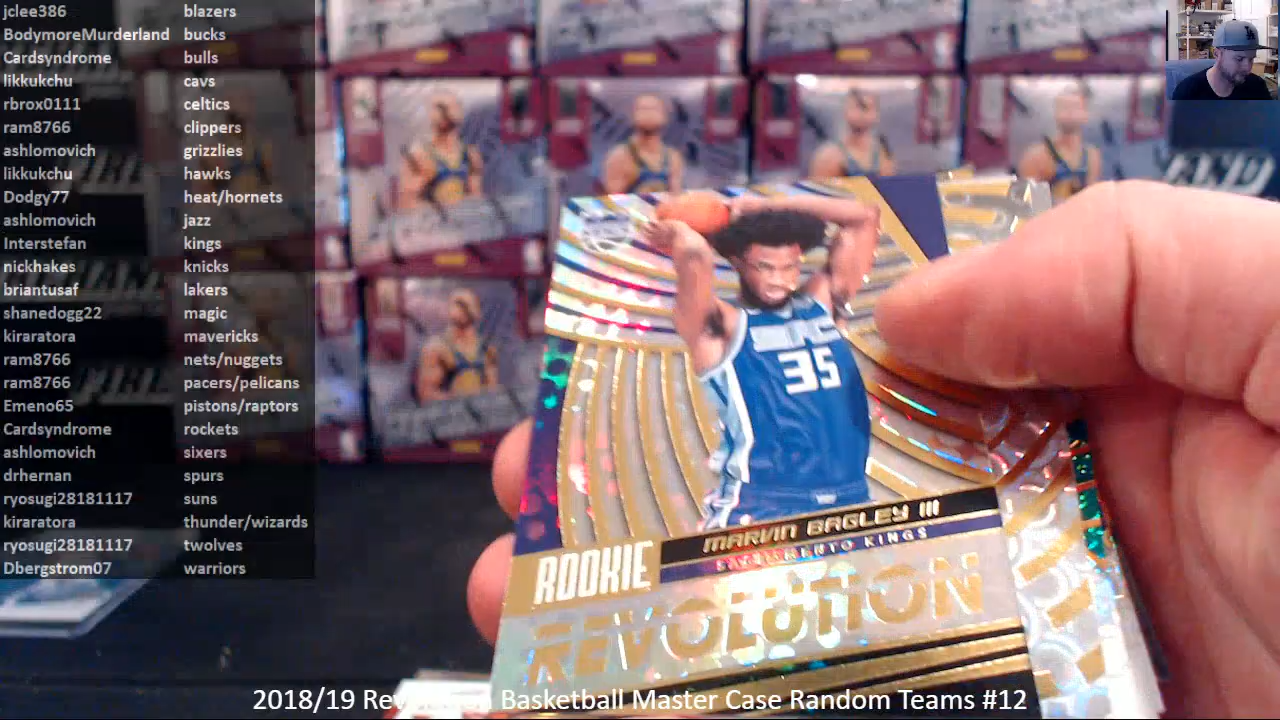 jclee386 blazers
BodymoreMurderland bucks
Cardsyndrome bulls
likkukchu cavs
rbrox0111 celtics
ram8766 clippers
ashlomovich grizzlies
likkukchu hawks
Dodgy77 heat/hornets
ashlomovich jazz
Interstefan kings
nickhakes knicks
briantusaf lakers
shanedogg22 magic
kiraratora mavericks
ram8766 nets/nuggets
ram8766 pacers/pelicans
Emeno65 pistons/raptors
Cardsyndrome rockets
ashlomovich sixers
drhernan spurs
ryosugi28181117 suns
kiraratora thunder/wizards
ryosugi28181117 twolves
Dbergstrom07 warriors
35
MARVIN BAGLEY III
SACRAMENTO KINGS
ROOKIE
REVOLUTION
2018/19 Revolution Basketball Master Case Random Teams #12